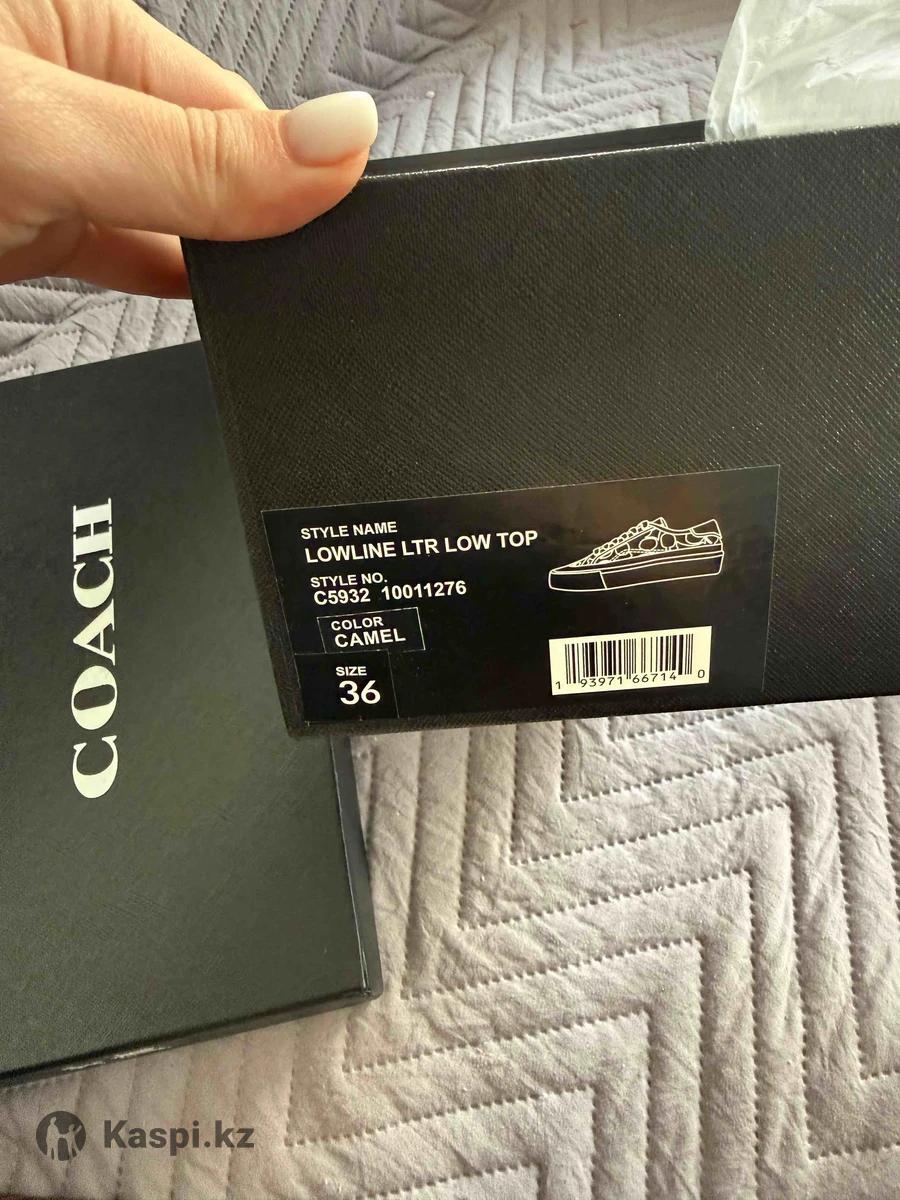 COACH
STYLE NAME
LOWLINE LTR LOW TOP
STYLE NO.
C5932 10011276
COLOR
CAMEL
SIZE
36
1 93971 66714 0
Kaspi.kz